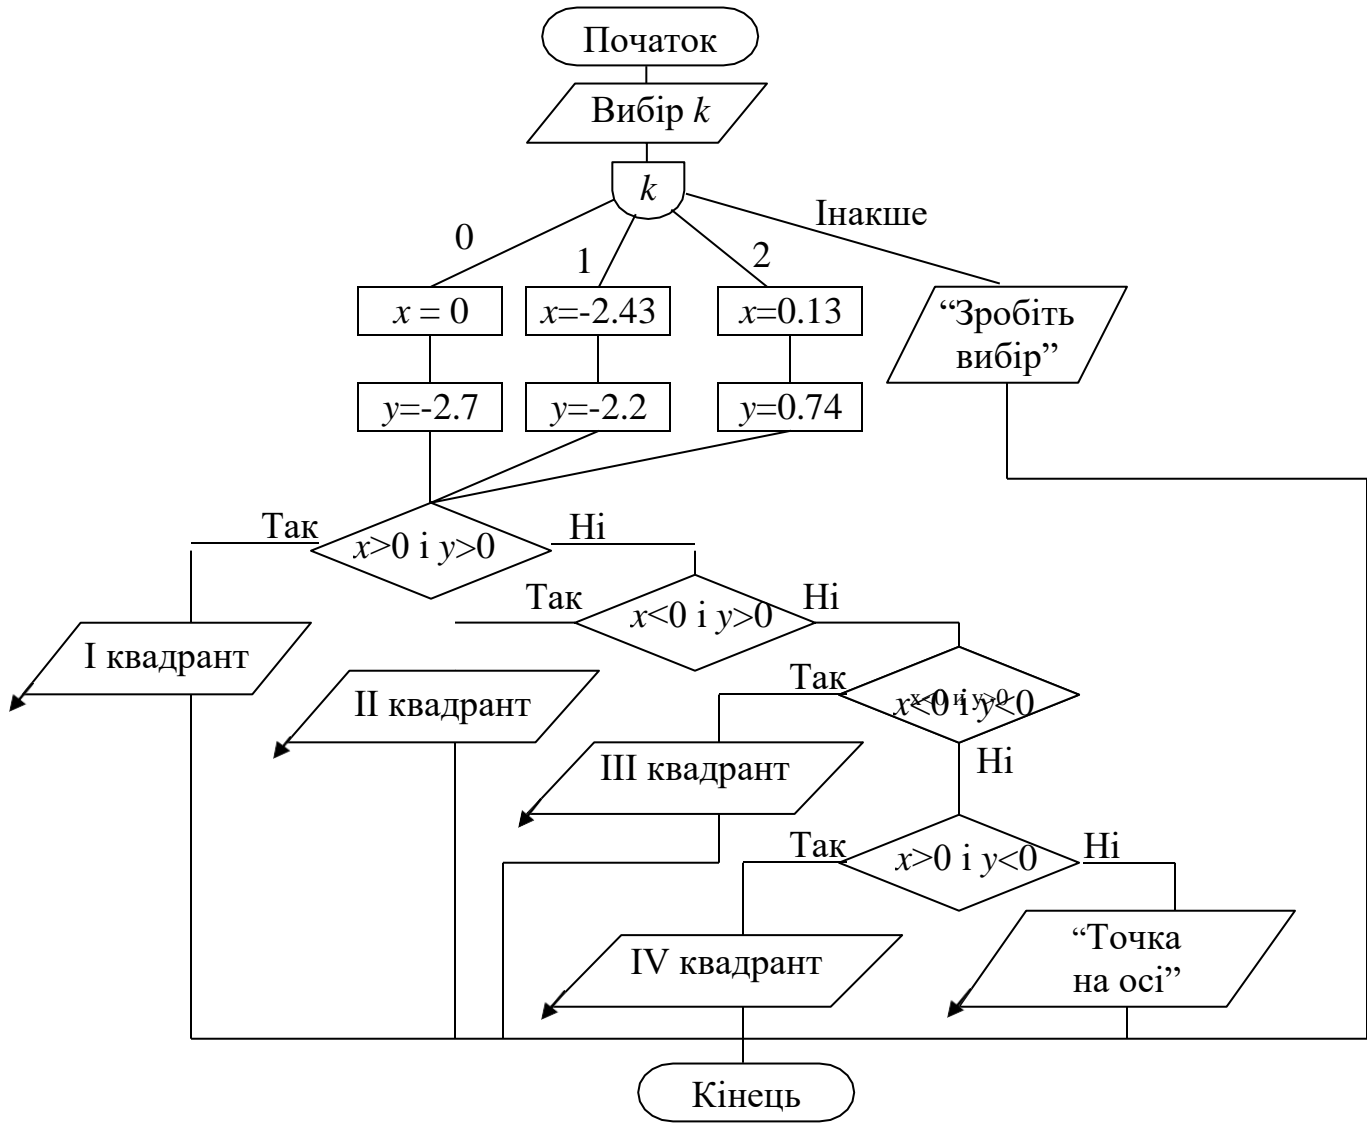 Початок
Вибір k
k
Інакше
0
1
2
x = 0
x=-2.43
x=0.13
“Зробіть
вибір”
y=-2.7
y=-2.2
y=0.74
Так
x>0 і y>0
Ні
Так
x<0 і y>0
Ні
I квадрант
Так
x<0 и y>0
x<0 і y<0
II квадрант
III квадрант
Ні
Так
x>0 і y<0
Ні
IV квадрант
“Точка
на осі”
Кінець